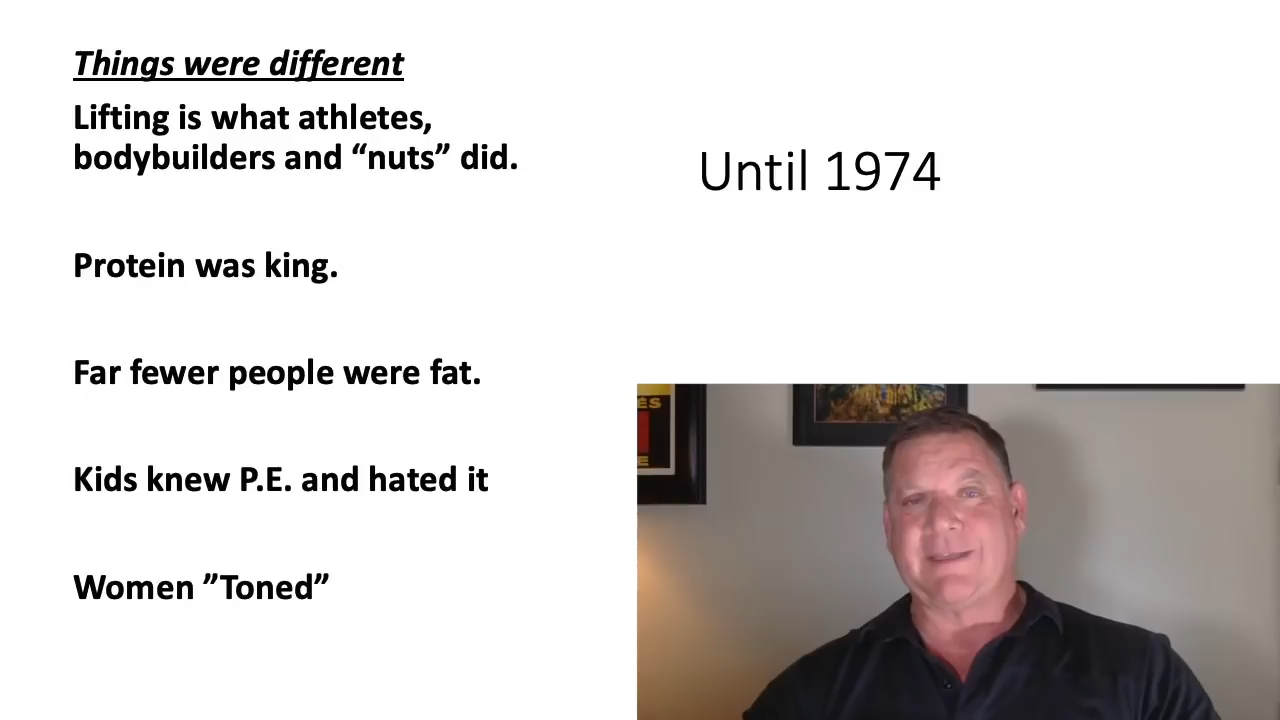 Things were different
Lifting is what athletes,
bodybuilders and “nuts” did.
Protein was king.
Far fewer people were fat.
Kids knew P.E. and hated it
Women ”Toned”
Until 1974
ÉS
E